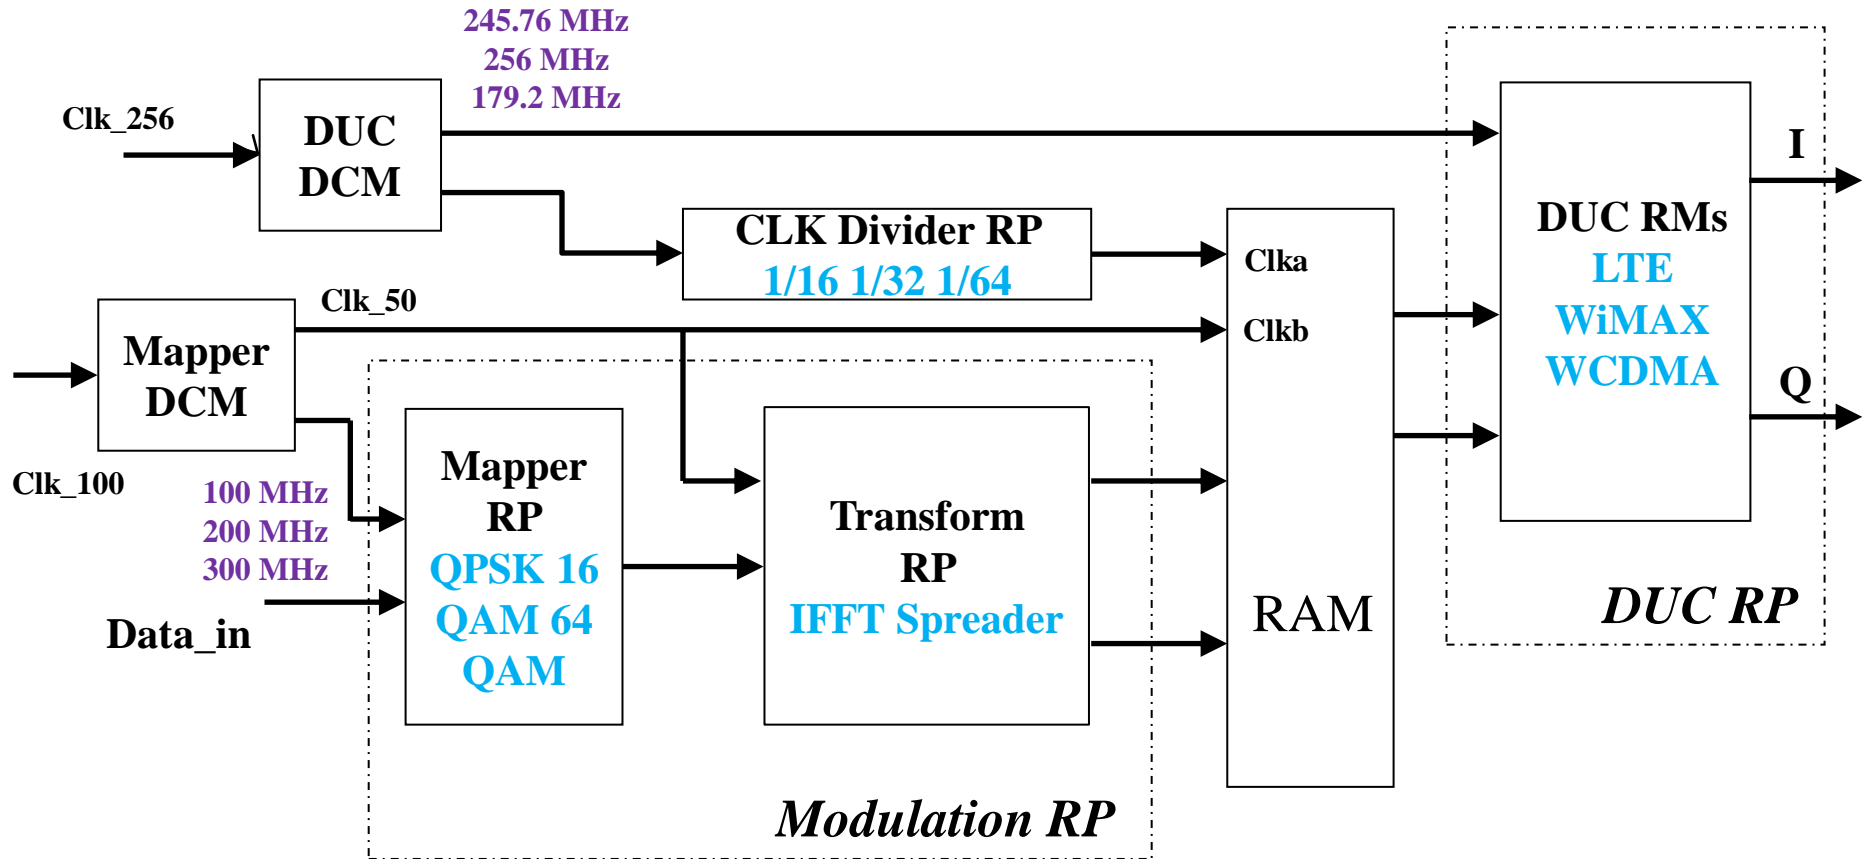 245.76 MHz
256 MHz
179.2 MHz
Clk_256
DUC
DCM
CLK Divider RP
1/16 1/32 1/64
Clk_50
Mapper
DCM
Clk_100
100 MHz
200 MHz
300 MHz
Data_in
Mapper
RP
QPSK 16
QAM 64
QAM
Transform
RP
IFFT Spreader
Modulation RP
Clka
Clkb
RAM
DUC RMs
LTE
WiMAX
WCDMA
DUC RP
I
Q